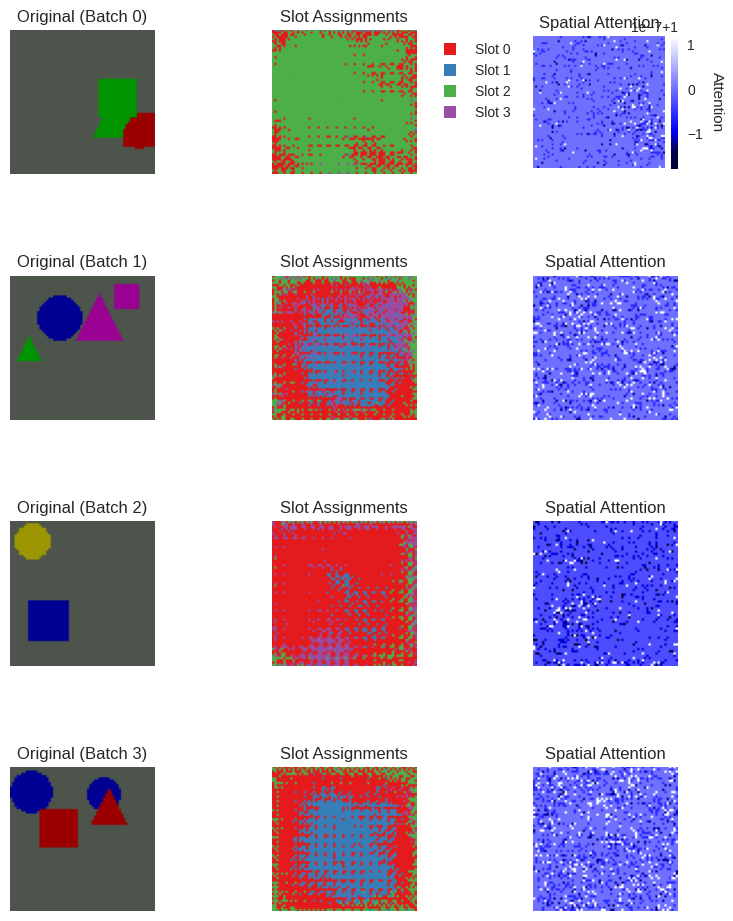 Original (Batch 0)
Slot Assignments
Slot 0
Slot 1
Slot 2
Slot 3
Spatial Attention
1e−7+1
1
0
−1
Attention
Original (Batch 1)
Slot Assignments
Spatial Attention
Original (Batch 2)
Slot Assignments
Spatial Attention
Original (Batch 3)
Slot Assignments
Spatial Attention